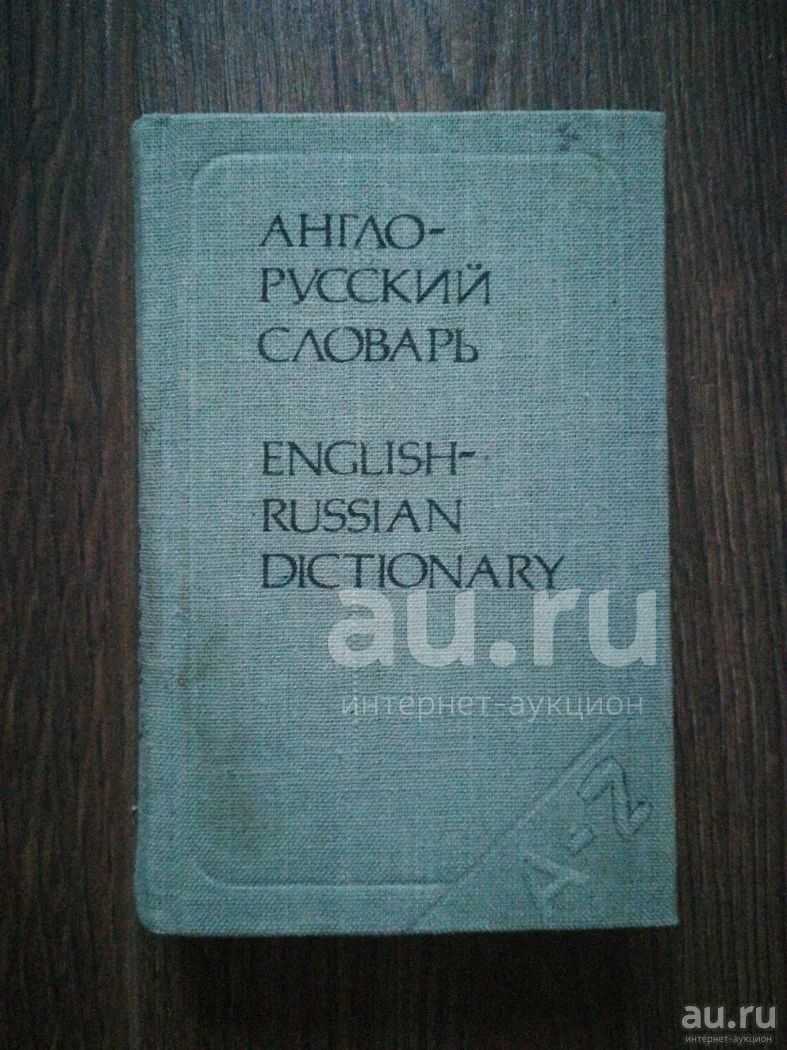 АНГЛО-
РУССКИЙ
СЛОВАРЬ
ENGLISH-
RUSSIAN
DICTIONARY
au.ru
интернет-аукцион
A-Z
au.ru
интернет-аукцион